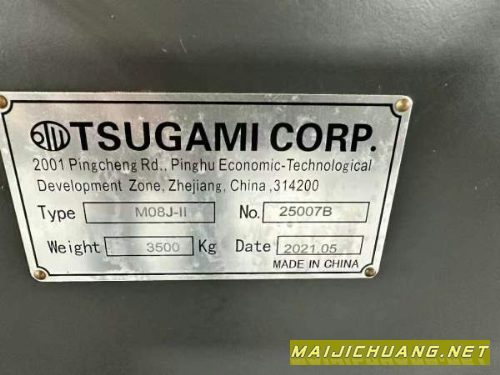 TSUGAMI CORP.
2001 Pingcheng Rd., Pinghu Economic-Technological
Development Zone, Zhejiang, China ,314200
Type M08J-II No. 25007B
Weight 3500 Kg Date 2021.05
MADE IN CHINA
MAIJICHUANG.NET